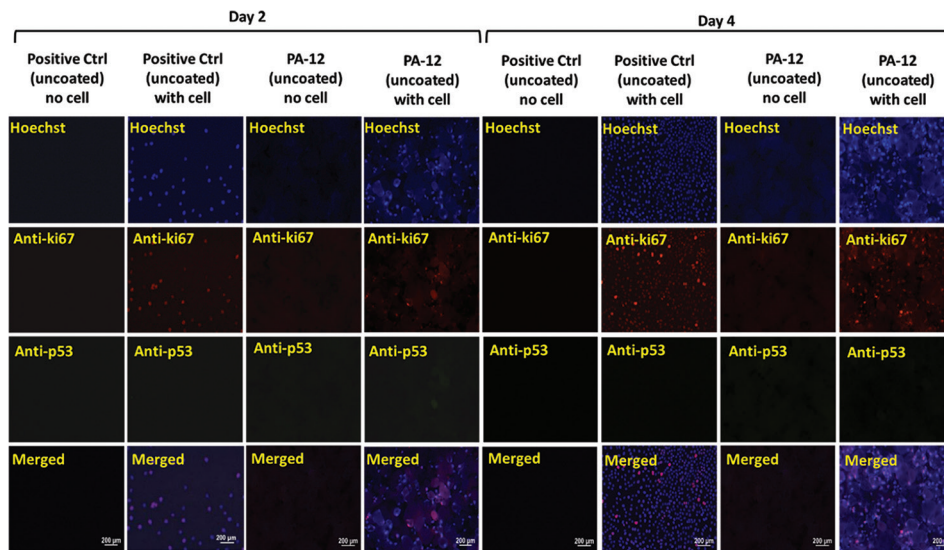 Day 2
Day 4
Positive Ctrl
(uncoated)
no cell
Positive Ctrl
(uncoated)
with cell
PA-12
(uncoated)
no cell
PA-12
(uncoated)
with cell
Positive Ctrl
(uncoated)
no cell
Positive Ctrl
(uncoated)
with cell
PA-12
(uncoated)
no cell
PA-12
(uncoated)
with cell
Hoechst
Hoechst
Hoechst
Hoechst
Hoechst
Hoechst
Hoechst
Hoechst
Anti-ki67
Anti-ki67
Anti-ki67
Anti-ki67
Anti-ki67
Anti-ki67
Anti-ki67
Anti-ki67
Anti-p53
Anti-p53
Anti-p53
Anti-p53
Anti-p53
Anti-p53
Anti-p53
Anti-p53
Merged
Merged
Merged
Merged
Merged
Merged
Merged
Merged
200 µm
200 µm
200 µm
200 µm
200 µm
200 µm
200 µm
200 µ